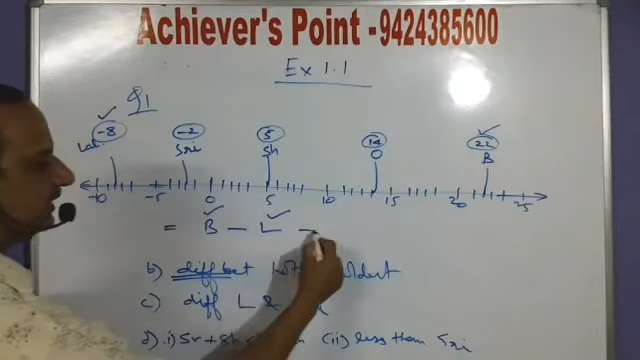 Achiever's Point -9424385600
Ex 1.1
Q1
-8 -2 5 14 22
Lat Sri Sh O B
-10 -5 0 5 10 15 20 25
= B — L —
b) diff bet
c) diff L &
d) i) Sr + Sh (ii) less than Sri